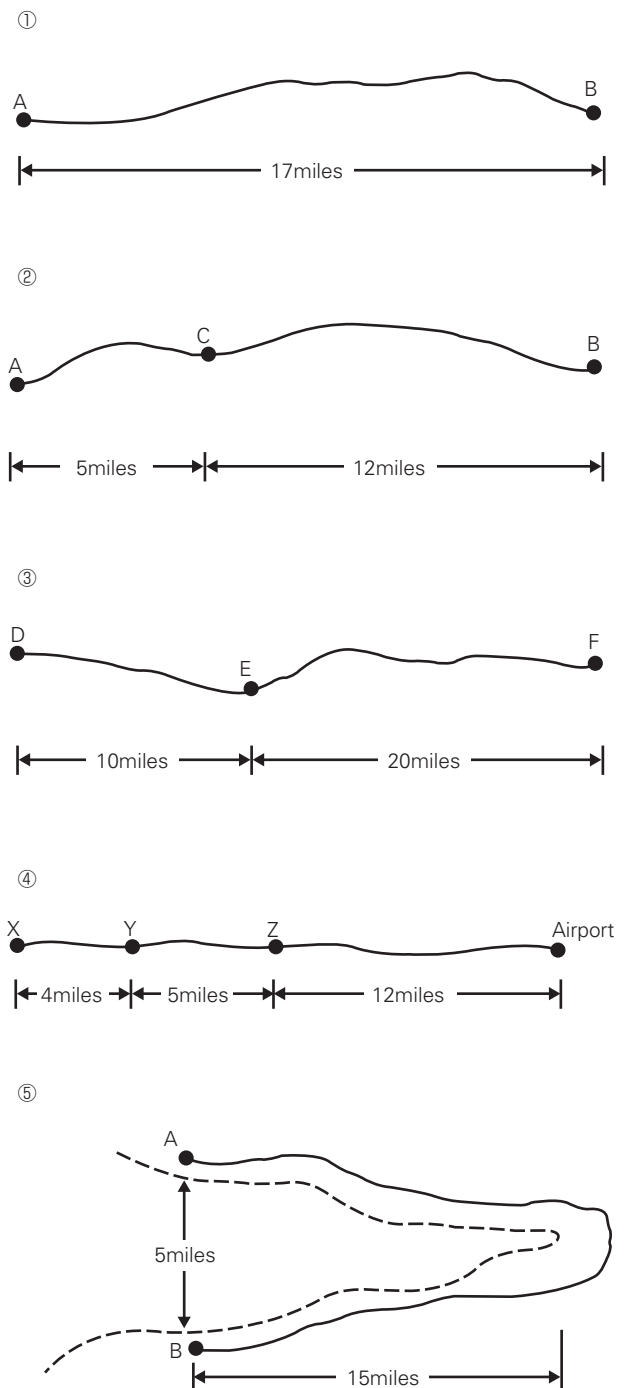 ①
A
B
17miles
②
A
C
B
5miles
12miles
③
D
E
F
10miles
20miles
④
X
Y
Z
Airport
4miles
5miles
12miles
⑤
A
5miles
B
15miles